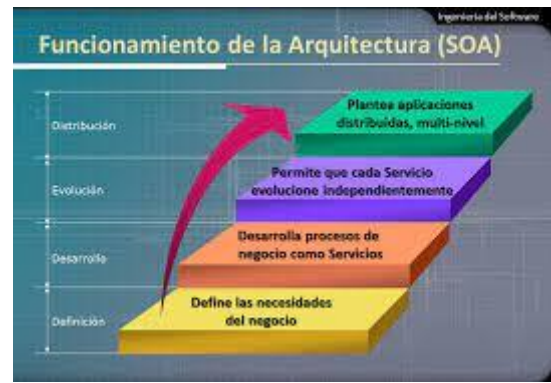 Ingeniería del Software
Funcionamiento de la Arquitectura (SOA)
Distribución
Plantea aplicaciones
distribuidas, multi-nivel
Evolución
Permite que cada Servicio
evolucione independientemente
Desarrollo
Desarrolla procesos de
negocio como Servicios
Definición
Define las necesidades
del negocio